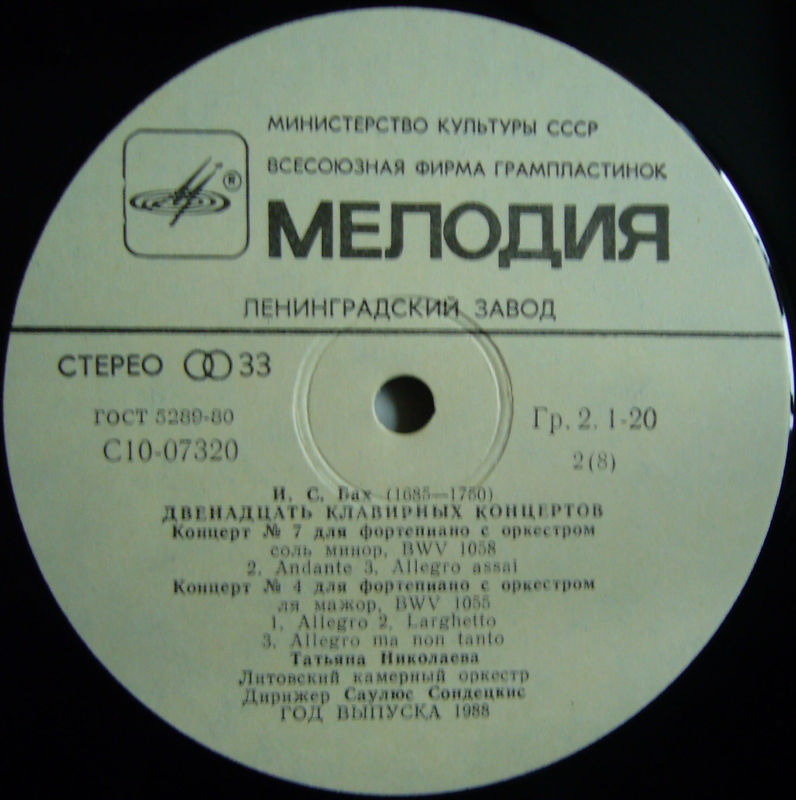 МИНИСТЕРСТВО КУЛЬТУРЫ СССР
ВСЕСОЮЗНАЯ ФИРМА ГРАМПЛАСТИНОК
®
МЕЛОДИЯ
ЛЕНИНГРАДСКИЙ ЗАВОД
СТЕРЕО 33
ГОСТ 5289-80
С10-07320
Гр. 2. 1-20
2(8)
И. С. Бах (1685—1750)
ДВЕНАДЦАТЬ КЛАВИРНЫХ КОНЦЕРТОВ
Концерт № 7 для фортепиано с оркестром
соль минор, BWV 1058
2. Andante 3. Allegro assai
Концерт № 4 для фортепиано с оркестром
ля мажор, BWV 1055
1. Allegro 2. Larghetto
3. Allegro ma non tanto
Татьяна Николаева
Литовский камерный оркестр
Дирижер Саулюс Сондецкис
ГОД ВЫПУСКА 1988